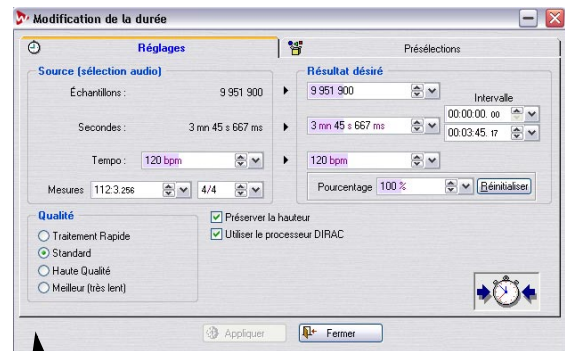 Modification de la durée
Réglages
Présélections
Source (sélection audio)
Échantillons : 9 951 900
Secondes : 3 mn 45 s 667 ms
Tempo : 120 bpm
Mesures 112:3.256 4/4
Résultat désiré
9 951 900
Intervalle
3 mn 45 s 667 ms
00:00:00. 00
00:03:45. 17
120 bpm
Pourcentage 100 % Réinitialiser
Qualité
Traitement Rapide
Standard
Haute Qualité
Meilleur (très lent)
Préserver la hauteur
Utiliser le processeur DIRAC
Appliquer
Fermer